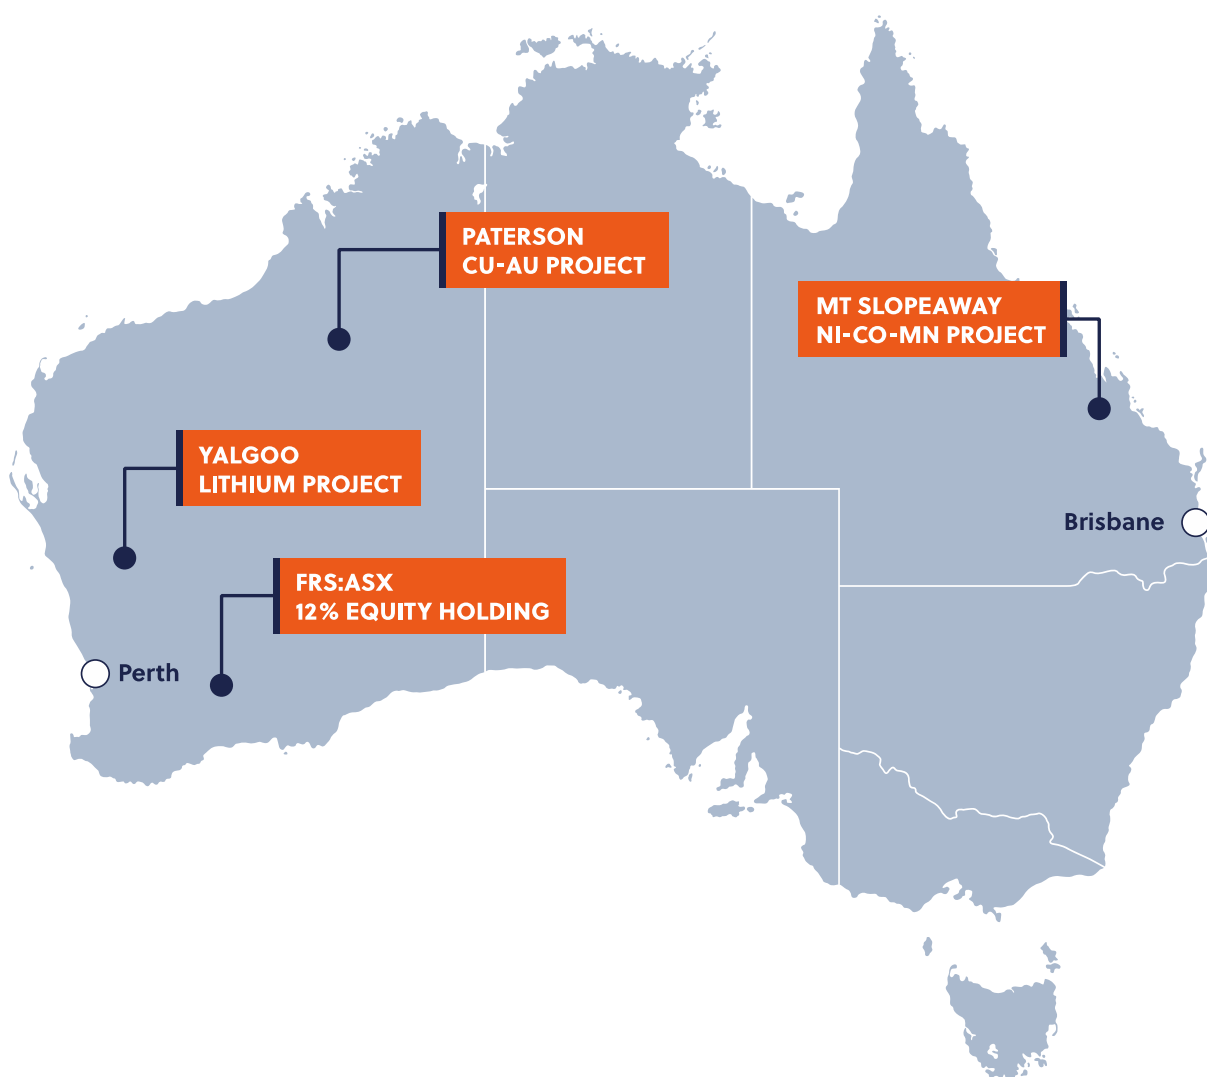 PATERSON
CU-AU PROJECT
MT SLOPEAWAY
NI-CO-MN PROJECT
YALGOO
LITHIUM PROJECT
Brisbane
FRS:ASX
12% EQUITY HOLDING
Perth